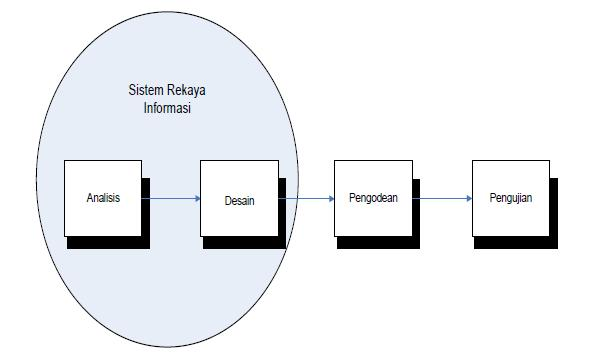 Sistem Rekaya
Informasi
Analisis
Desain
Pengodean
Pengujian